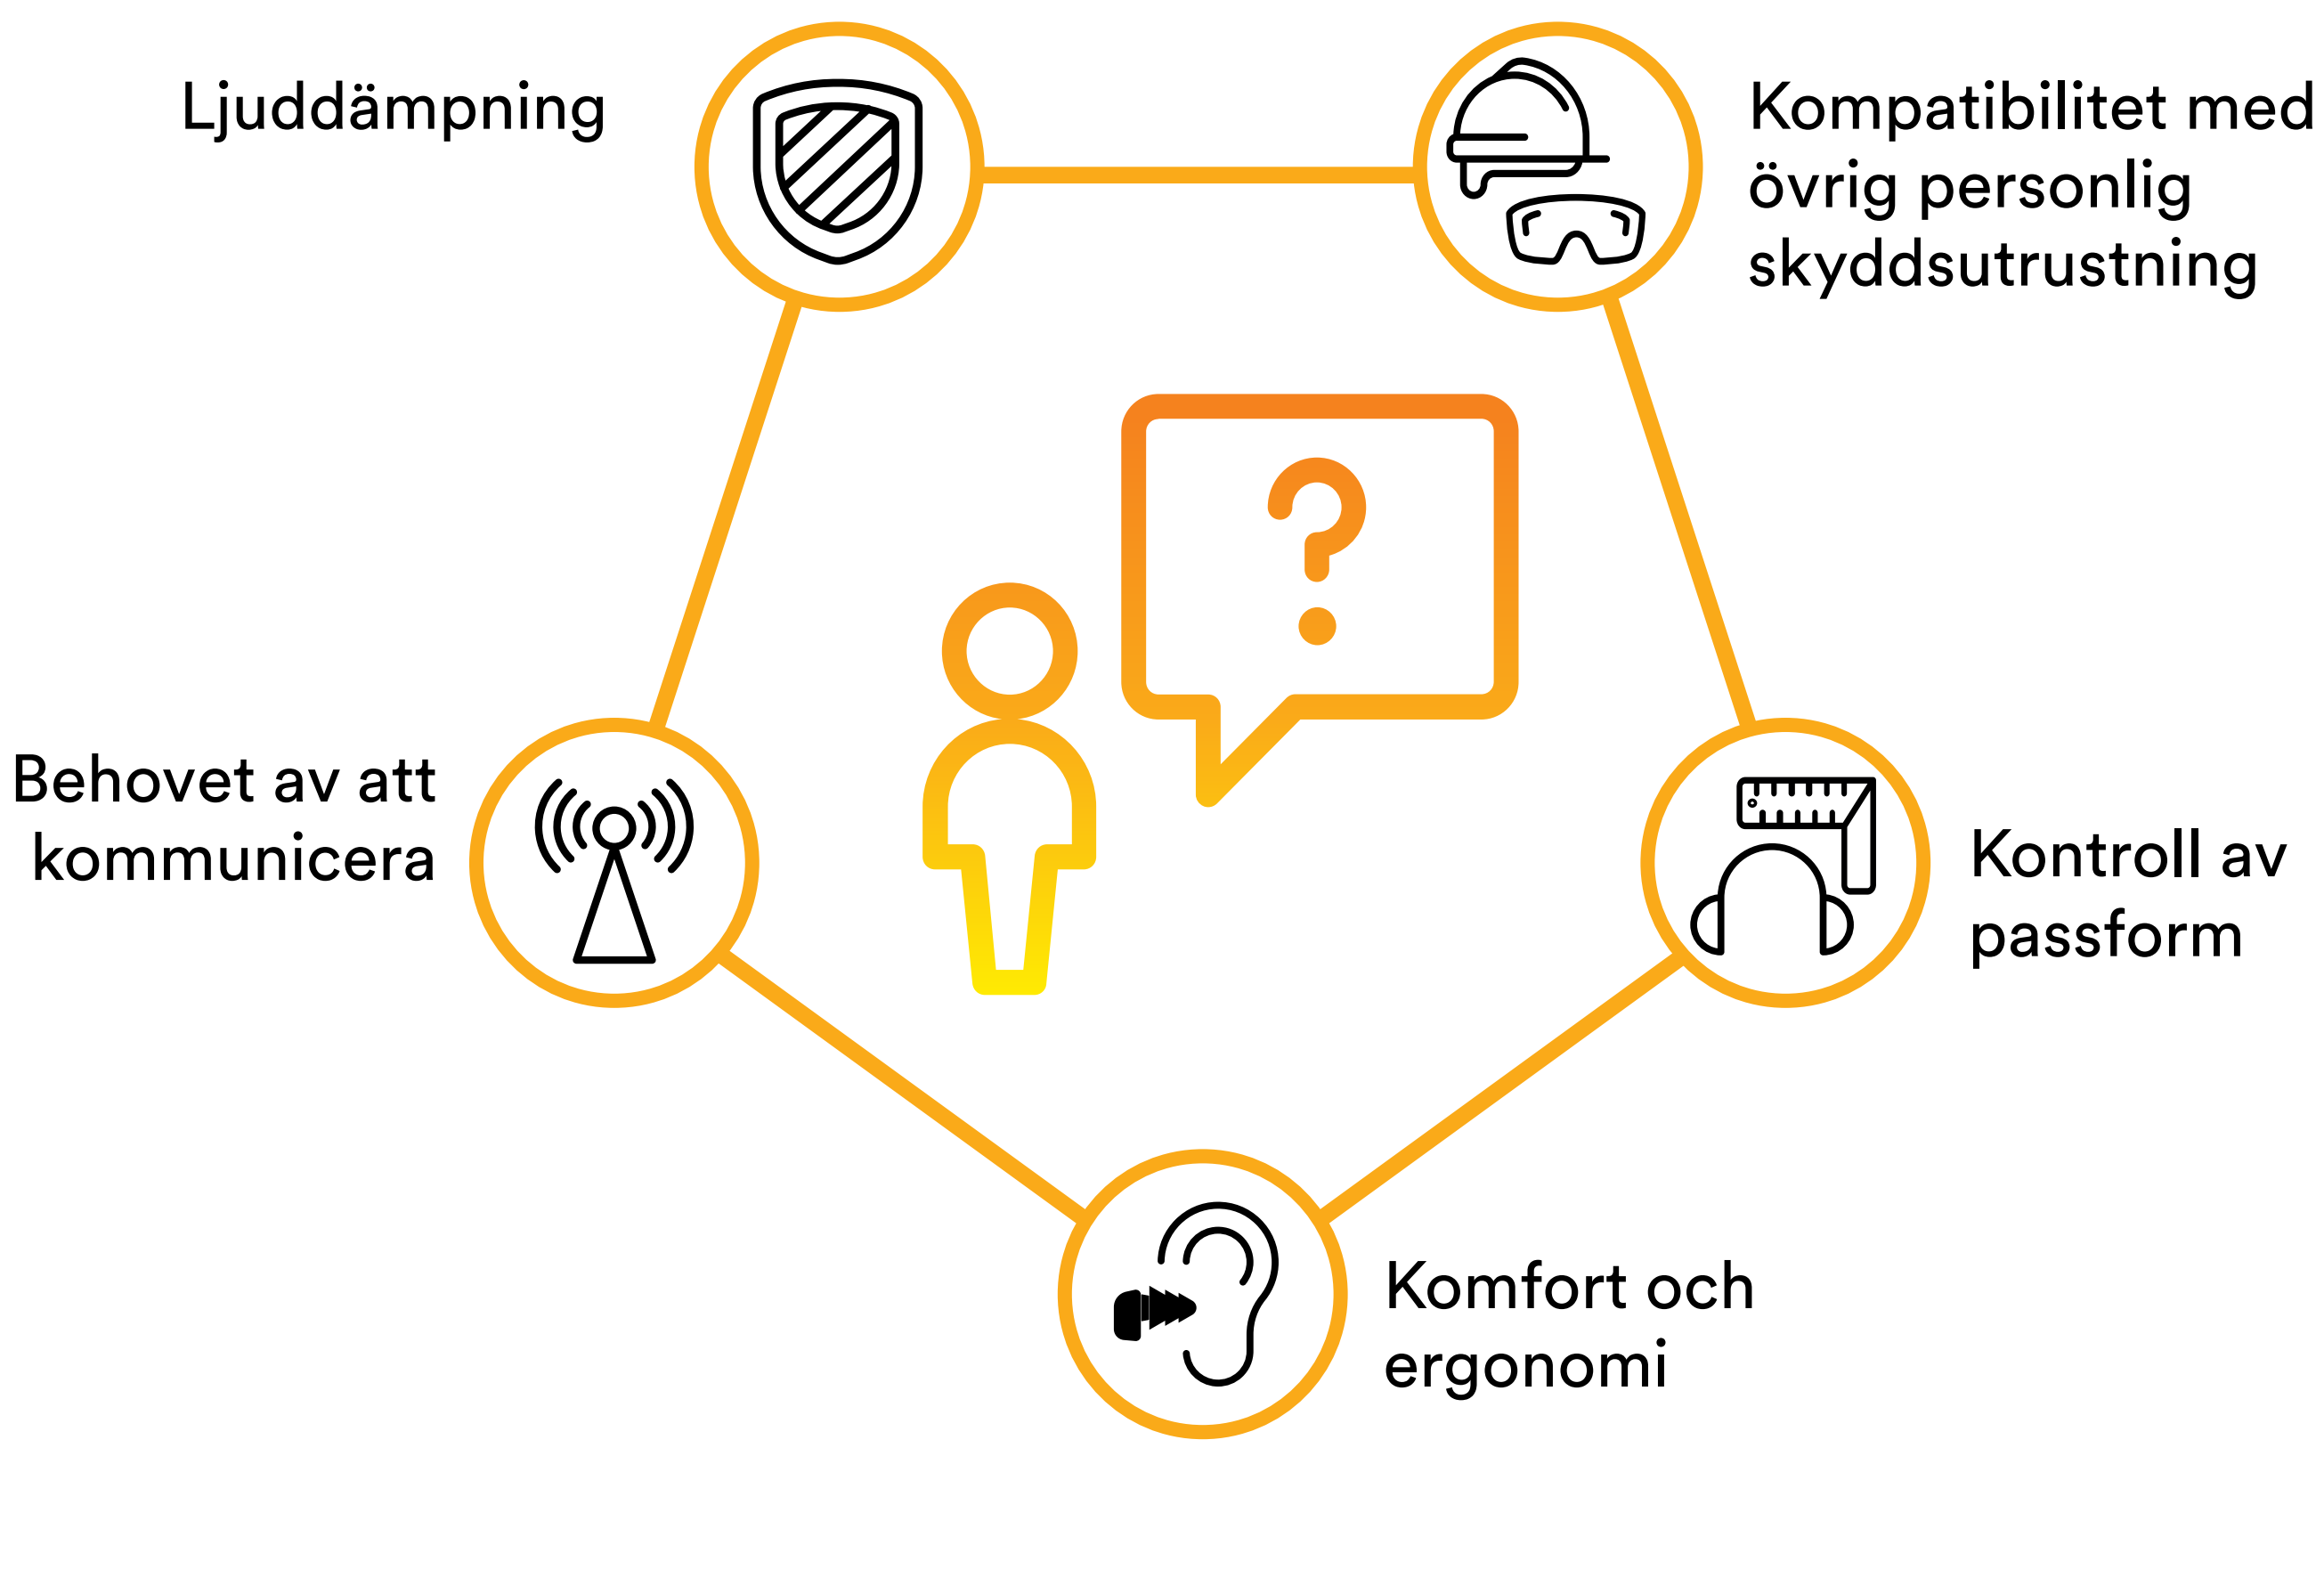 Ljuddämpning
Kompatibilitet med
övrig personlig
skyddsutrustning
Behovet av att
kommunicera
Kontroll av
passform
Komfort och
ergonomi